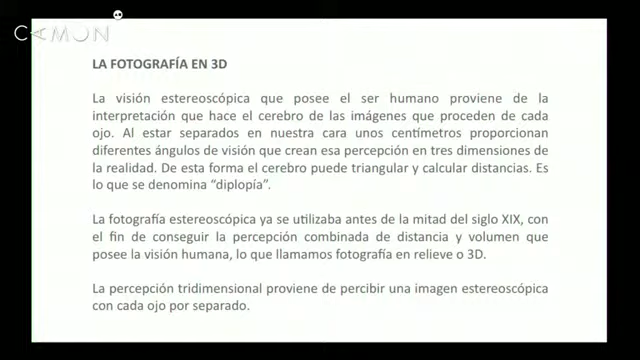 CAMON
LA FOTOGRAFÍA EN 3D
La visión estereoscópica que posee el ser humano proviene de la
interpretación que hace el cerebro de las imágenes que proceden de cada
ojo. Al estar separados en nuestra cara unos centímetros proporcionan
diferentes ángulos de visión que crean esa percepción en tres dimensiones de
la realidad. De esta forma el cerebro puede triangular y calcular distancias. Es
lo que se denomina “diplopía”.
La fotografía estereoscópica ya se utilizaba antes de la mitad del siglo XIX, con
el fin de conseguir la percepción combinada de distancia y volumen que
posee la visión humana, lo que llamamos fotografía en relieve o 3D.
La percepción tridimensional proviene de percibir una imagen estereoscópica
con cada ojo por separado.